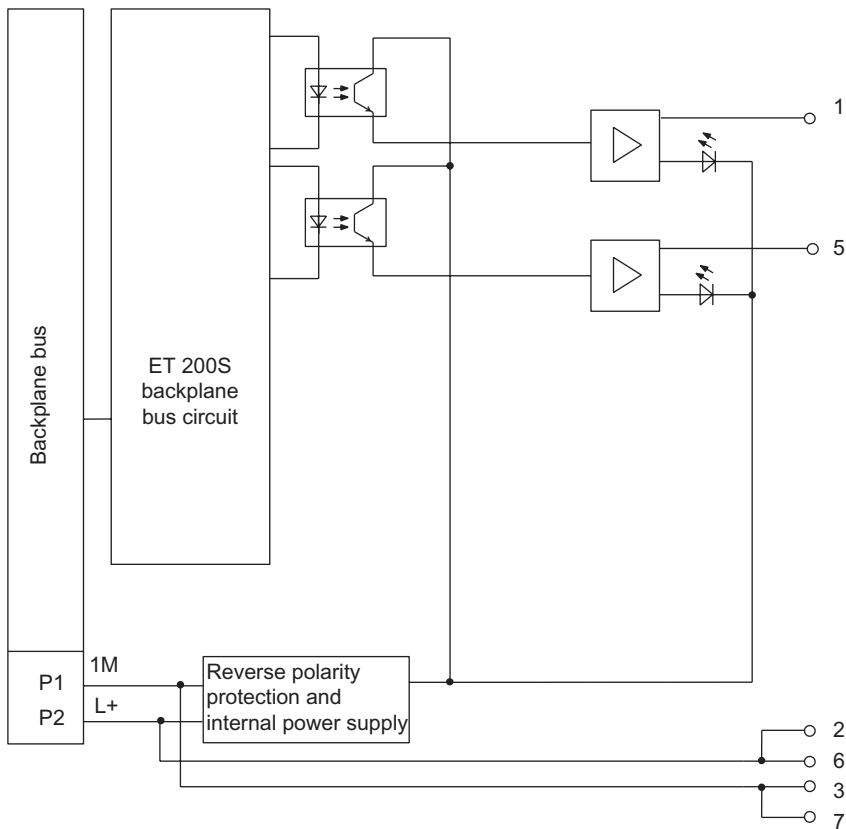 1
5
Backplane bus
ET 200S
backplane
bus circuit
1M
P1
L+
P2
Reverse polarity
protection and
internal power supply
2
6
3
7